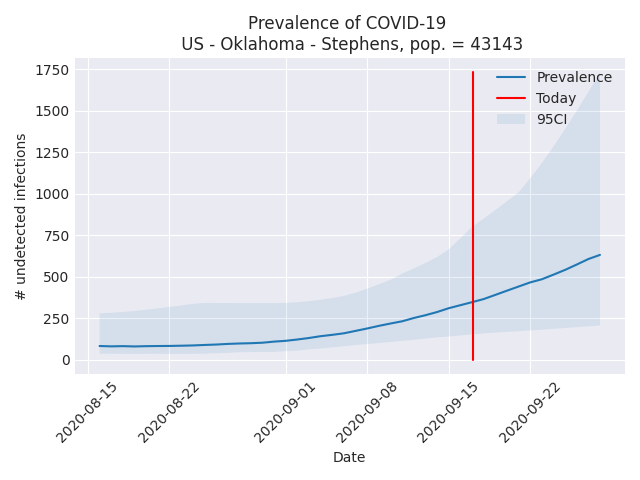 Prevalence of COVID-19
US - Oklahoma - Stephens, pop. = 43143
1750
1500
1250
1000
750
500
250
0
# undetected infections
Prevalence
Today
95CI
2020-08-15
2020-08-22
2020-09-01
2020-09-08
2020-09-15
2020-09-22
Date